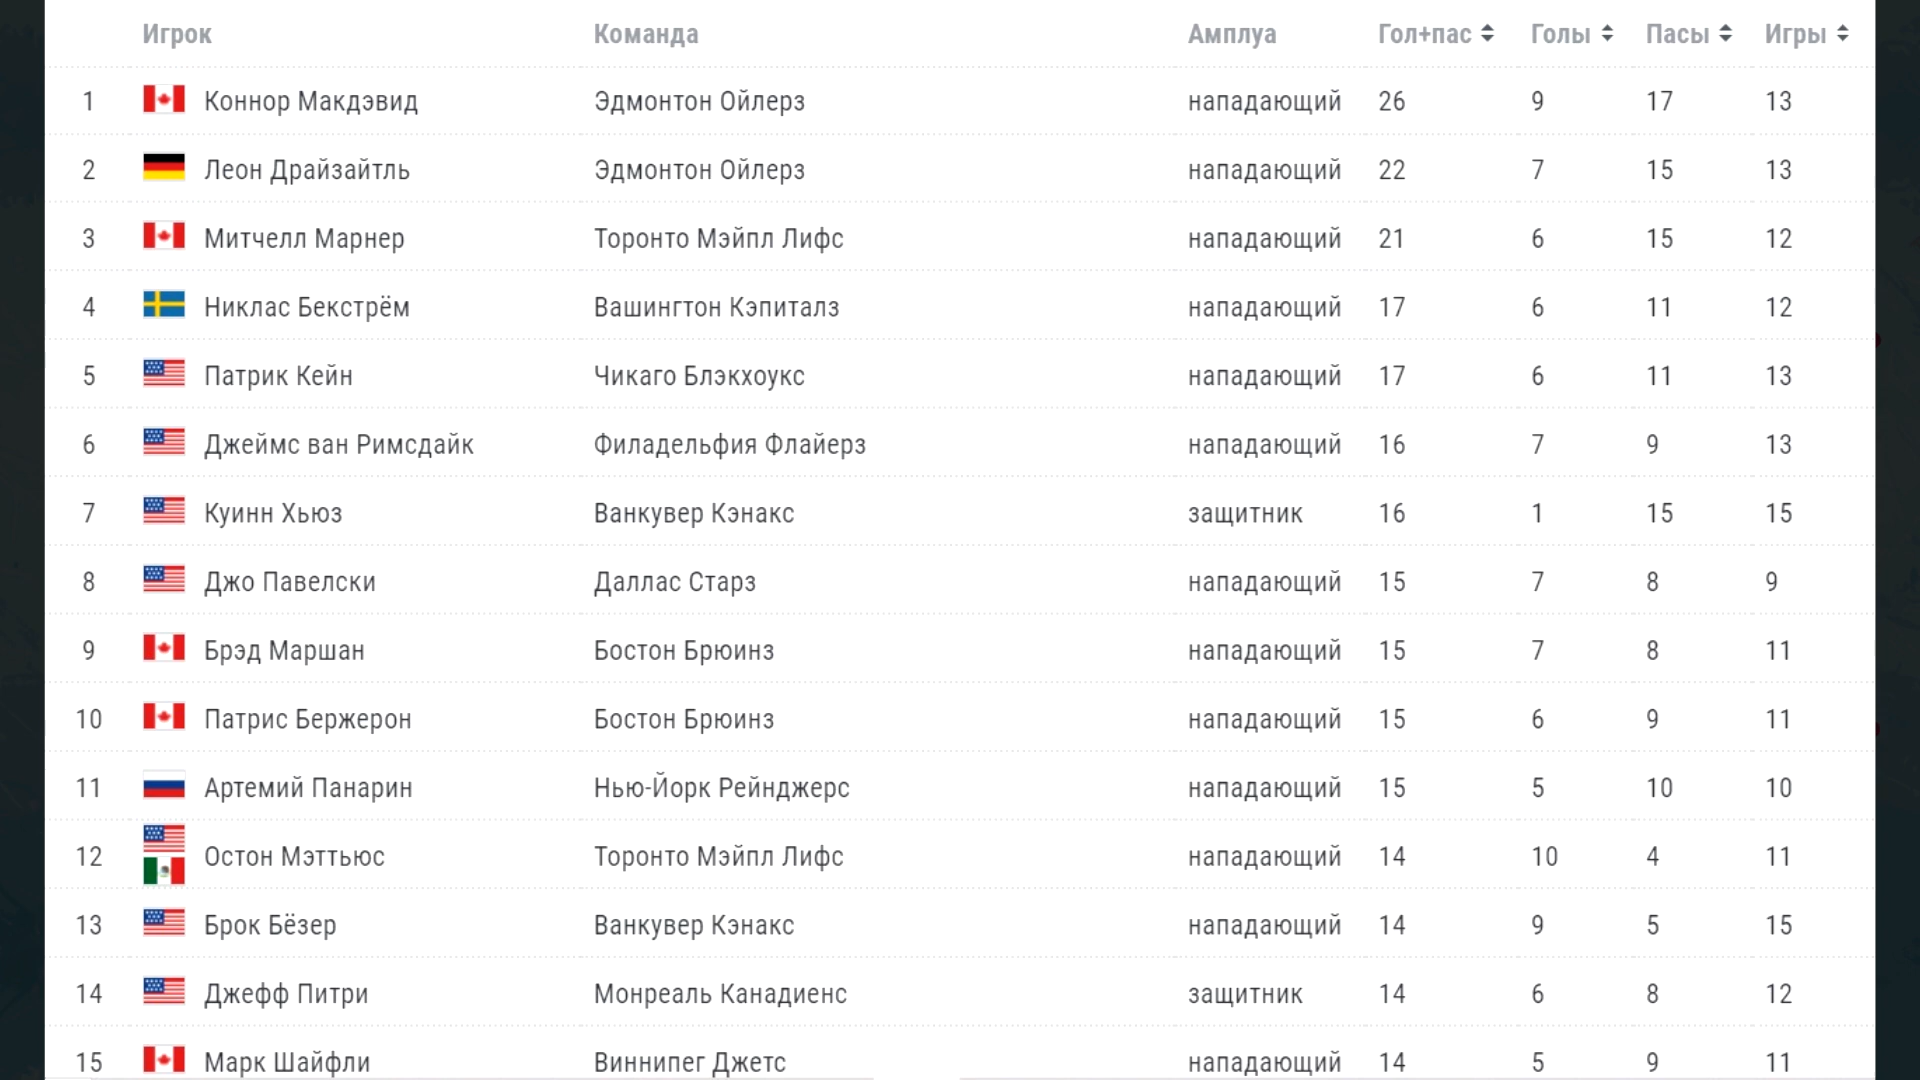 Игрок Команда Амплуа Гол+пас Голы Пасы Игры
1 Коннор Макдэвид Эдмонтон Ойлерз нападающий 26 9 17 13
2 Леон Драйзайтль Эдмонтон Ойлерз нападающий 22 7 15 13
3 Митчелл Марнер Торонто Мэйпл Лифс нападающий 21 6 15 12
4 Никлас Бекстрём Вашингтон Кэпиталз нападающий 17 6 11 12
5 Патрик Кейн Чикаго Блэкхоукс нападающий 17 6 11 13
6 Джеймс ван Римсдайк Филадельфия Флайерз нападающий 16 7 9 13
7 Куинн Хьюз Ванкувер Кэнакс защитник 16 1 15 15
8 Джо Павелски Даллас Старз нападающий 15 7 8 9
9 Брэд Маршан Бостон Брюинз нападающий 15 7 8 11
10 Патрис Бержерон Бостон Брюинз нападающий 15 6 9 11
11 Артемий Панарин Нью-Йорк Рейнджерс нападающий 15 5 10 10
12 Остон Мэттьюс Торонто Мэйпл Лифс нападающий 14 10 4 11
13 Брок Бёзер Ванкувер Кэнакс нападающий 14 9 5 15
14 Джефф Питри Монреаль Канадиенс защитник 14 6 8 12
15 Марк Шайфли Виннипег Джетс нападающий 14 5 9 11